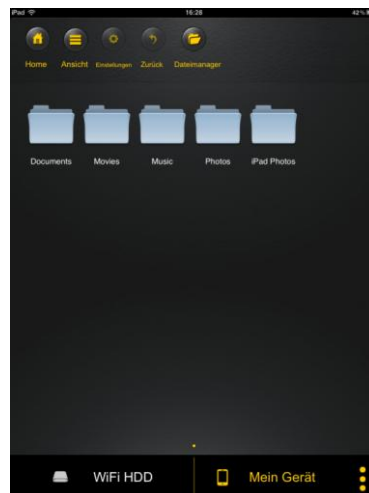 iPad 16:28 42%
Home Ansicht Einstellungen Zurück Dateimanager
Documents Movies Music Photos iPad Photos
WiFi HDD Mein Gerät